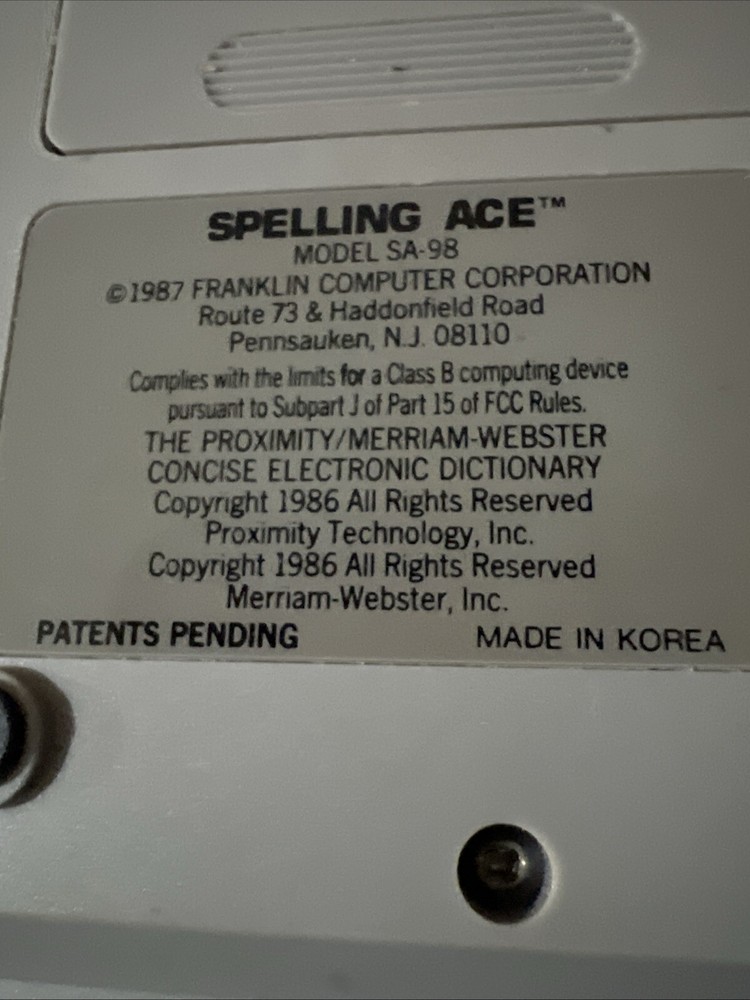 SPELLING ACE™
MODEL SA-98
©1987 FRANKLIN COMPUTER CORPORATION
Route 73 & Haddonfield Road
Pennsauken, N.J. 08110
Complies with the limits for a Class B computing device
pursuant to Subpart J of Part 15 of FCC Rules.
THE PROXIMITY/MERRIAM-WEBSTER
CONCISE ELECTRONIC DICTIONARY
Copyright 1986 All Rights Reserved
Proximity Technology, Inc.
Copyright 1986 All Rights Reserved
Merriam-Webster, Inc.
PATENTS PENDING MADE IN KOREA